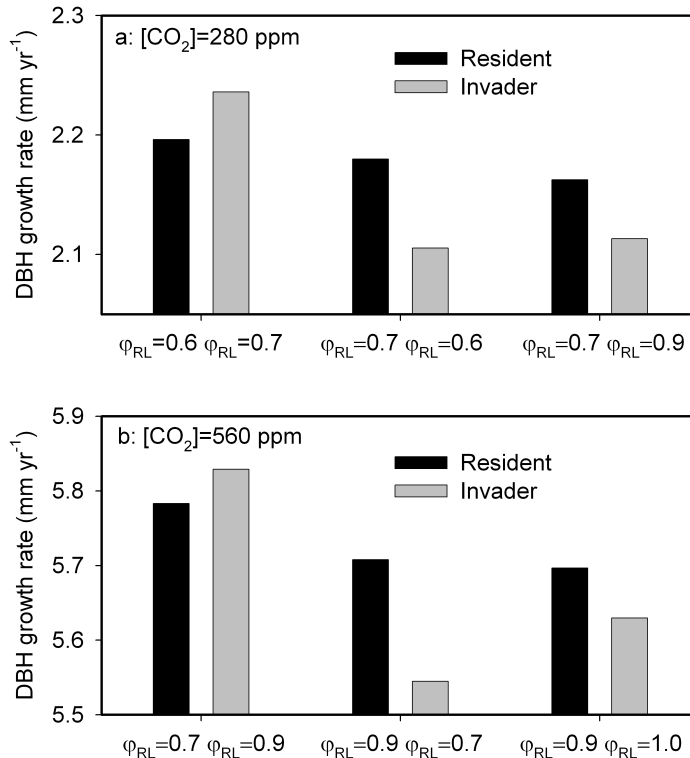 2.3
a: [CO₂]=280 ppm
Resident
Invader
2.2
2.1
DBH growth rate (mm yr⁻¹)
φRL=0.6 φRL=0.7 φRL=0.7 φRL=0.6 φRL=0.7 φRL=0.9
5.9
b: [CO₂]=560 ppm
Resident
Invader
5.8
5.7
5.6
5.5
DBH growth rate (mm yr⁻¹)
φRL=0.7 φRL=0.9 φRL=0.9 φRL=0.7 φRL=0.9 φRL=1.0